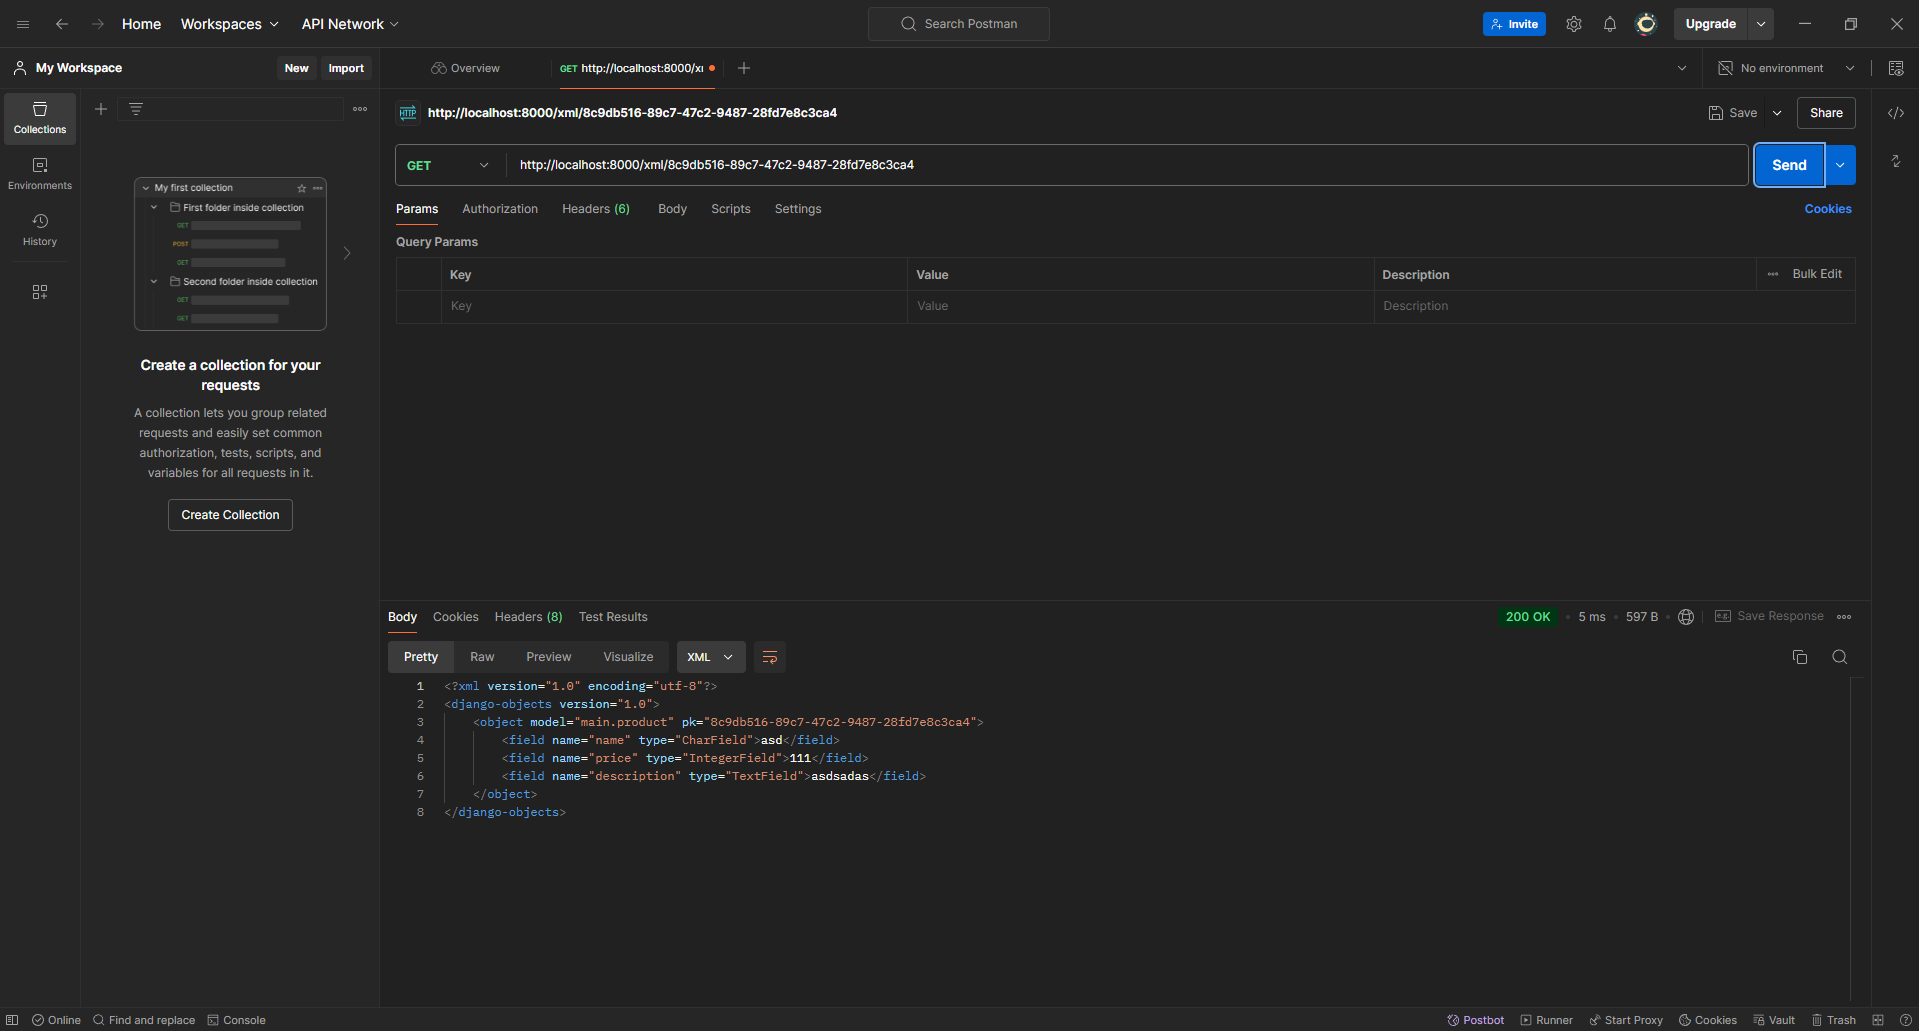 Home Workspaces API Network Search Postman Invite Upgrade
My Workspace New Import Overview GET http://localhost:8000/xml No environment
Collections
Environments
History
My first collection
First folder inside collection
GET
POST
GET
Second folder inside collection
GET
GET
Create a collection for your
requests
A collection lets you group related
requests and easily set common
authorization, tests, scripts, and
variables for all requests in it.
Create Collection
HTTP http://localhost:8000/xml/8c9db516-89c7-47c2-9487-28fd7e8c3ca4 Save Share
GET http://localhost:8000/xml/8c9db516-89c7-47c2-9487-28fd7e8c3ca4 Send
Params Authorization Headers (6) Body Scripts Settings Cookies
Query Params
Key Value Description Bulk Edit
Key Value Description
Body Cookies Headers (8) Test Results 200 OK 5 ms 597 B e.g. Save Response
Pretty Raw Preview Visualize XML
1 <?xml version="1.0" encoding="utf-8"?>
2 <django-objects version="1.0">
3 <object model="main.product" pk="8c9db516-89c7-47c2-9487-28fd7e8c3ca4">
4 <field name="name" type="CharField">asd</field>
5 <field name="price" type="IntegerField">111</field>
6 <field name="description" type="TextField">asdsadas</field>
7 </object>
8 </django-objects>
Online Find and replace Console Postbot Runner Start Proxy Cookies Vault Trash